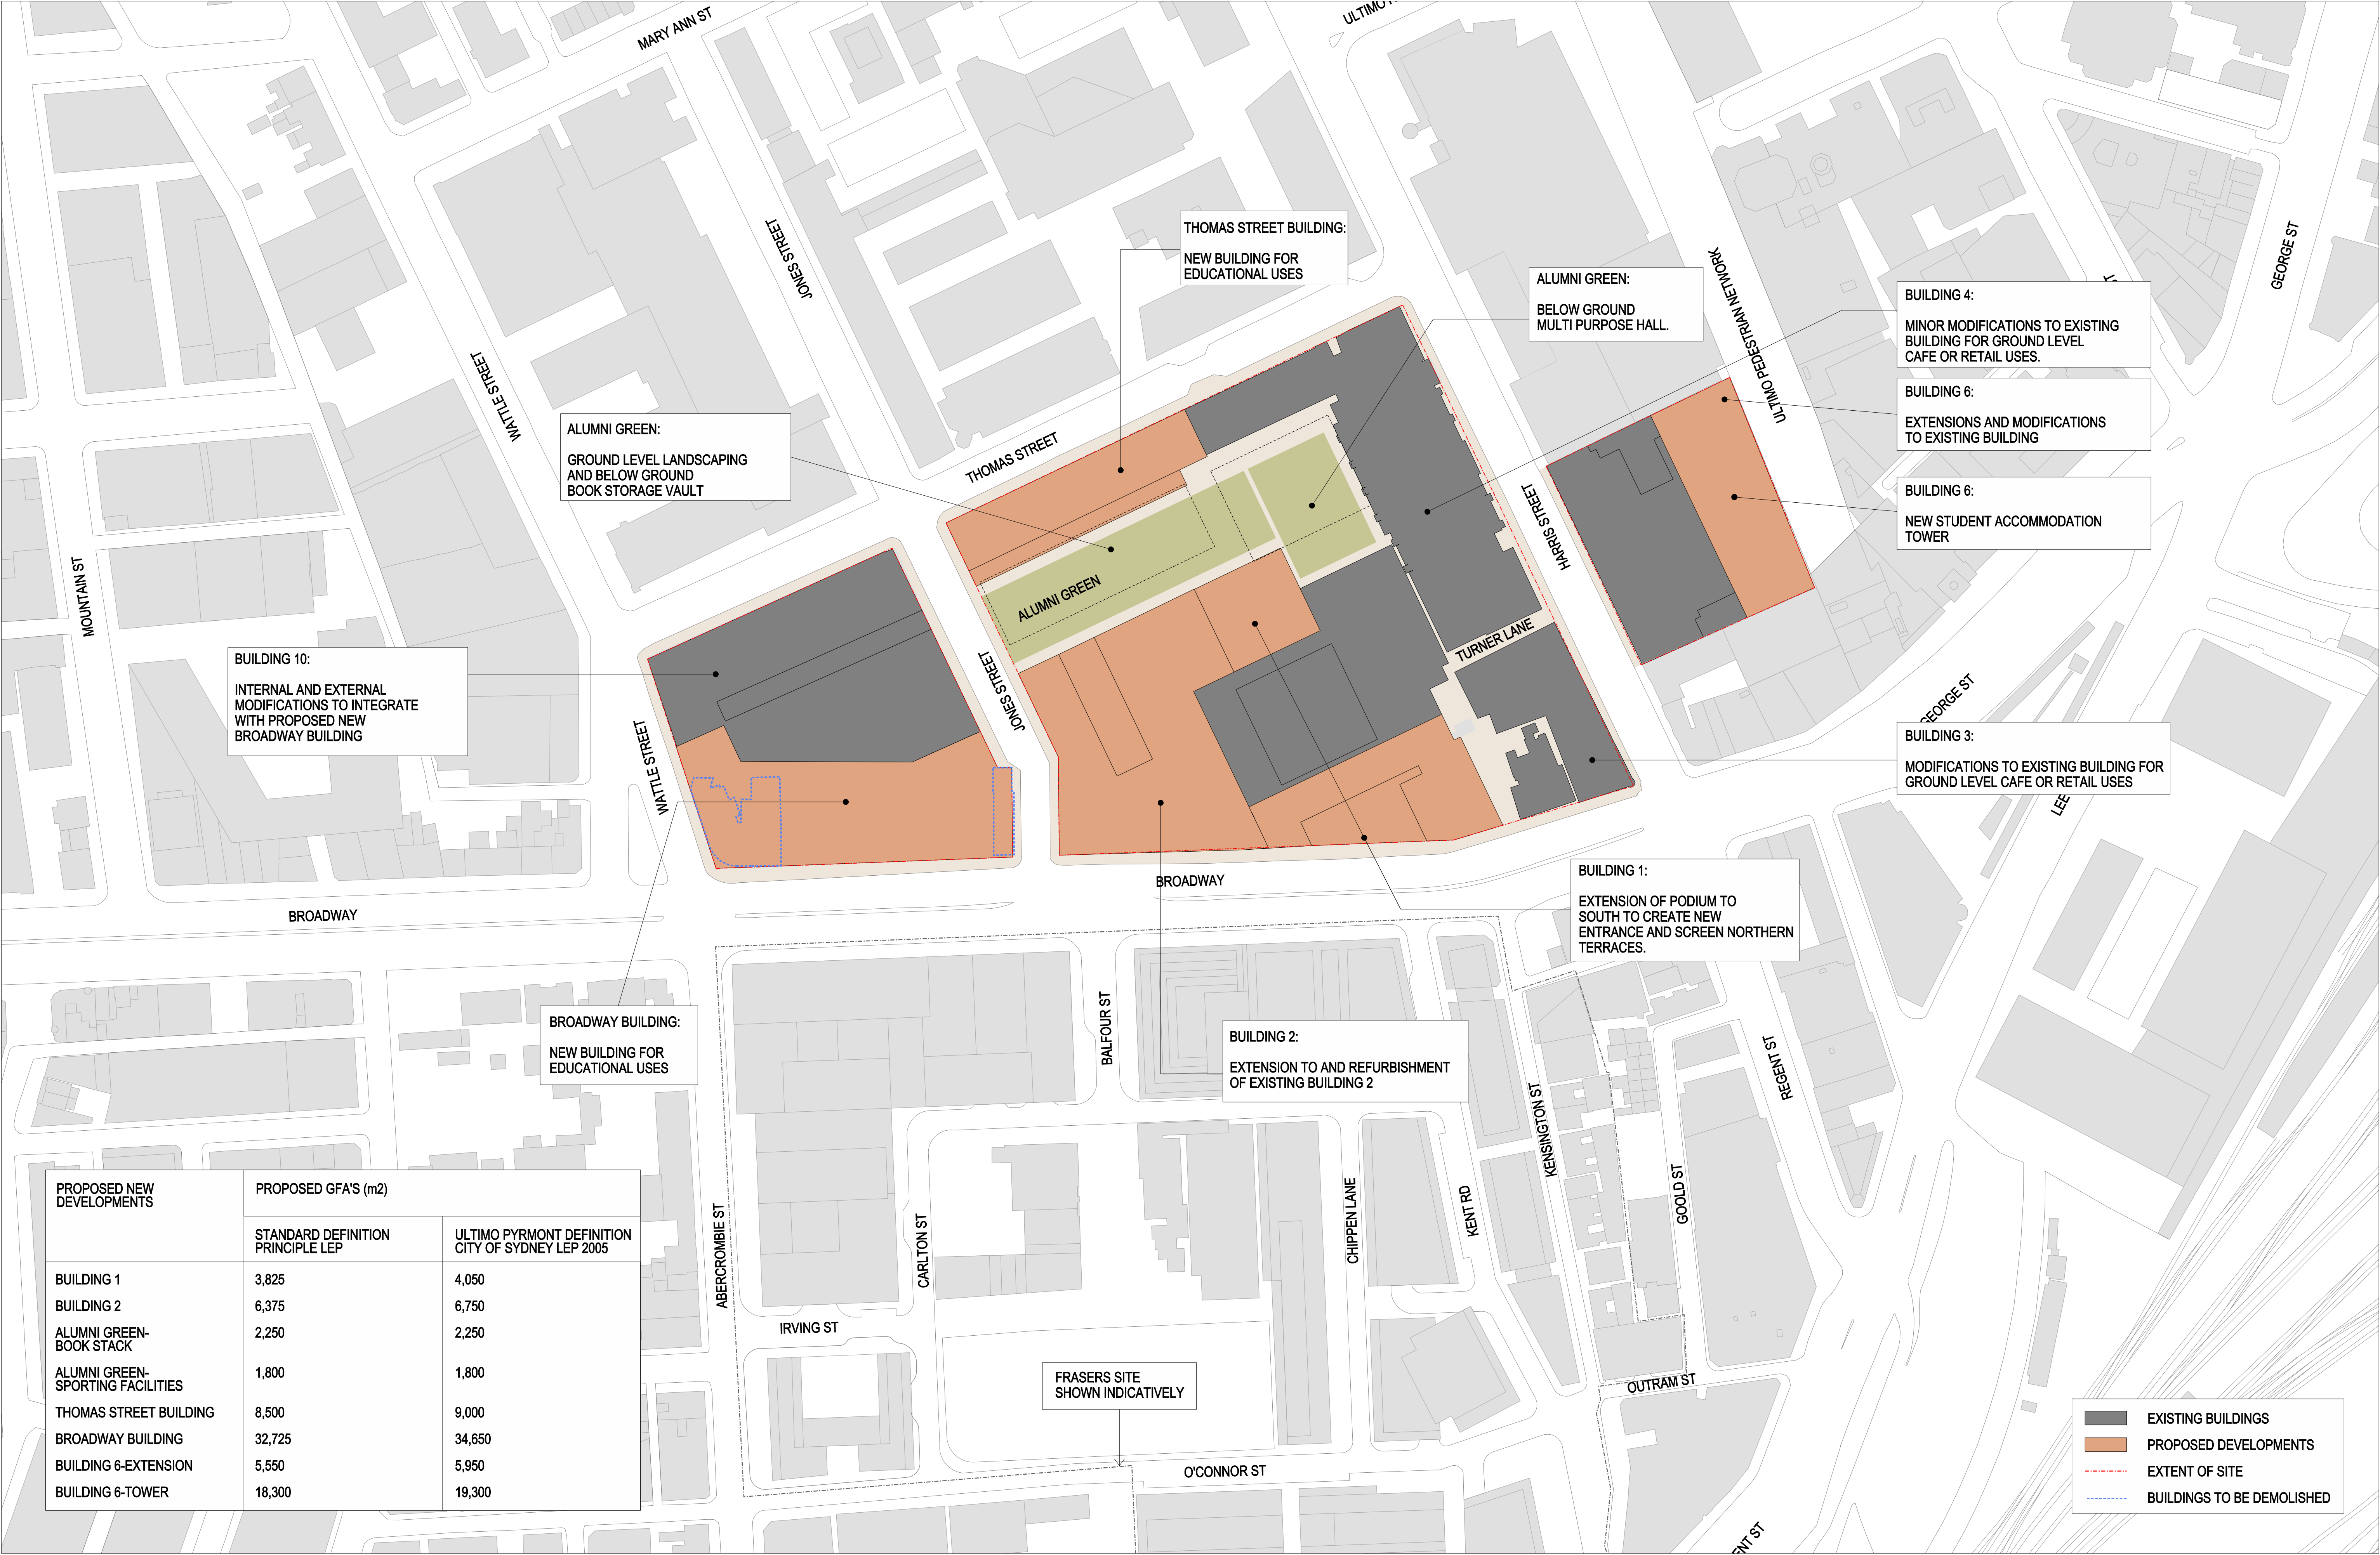 MARY ANN ST
JONES STREET
WATTLE STREET
THOMAS STREET BUILDING:
NEW BUILDING FOR
EDUCATIONAL USES
ALUMNI GREEN:
BELOW GROUND
MULTI PURPOSE HALL.
ULTIMO PEDESTRIAN NETWORK
GEORGE ST
BUILDING 4:
MINOR MODIFICATIONS TO EXISTING
BUILDING FOR GROUND LEVEL
CAFE OR RETAIL USES.
BUILDING 6:
EXTENSIONS AND MODIFICATIONS
TO EXISTING BUILDING
BUILDING 6:
NEW STUDENT ACCOMMODATION
TOWER
ALUMNI GREEN:
GROUND LEVEL LANDSCAPING
AND BELOW GROUND
BOOK STORAGE VAULT
THOMAS STREET
HARRIS STREET
ALUMNI GREEN
MOUNTAIN ST
TURNER LANE
BUILDING 10:
INTERNAL AND EXTERNAL
MODIFICATIONS TO INTEGRATE
WITH PROPOSED NEW
BROADWAY BUILDING
JONES STREET
WATTLE STREET
GEORGE ST
BUILDING 3:
MODIFICATIONS TO EXISTING BUILDING FOR
GROUND LEVEL CAFE OR RETAIL USES
LEE
BROADWAY
BROADWAY
BUILDING 1:
EXTENSION OF PODIUM TO
SOUTH TO CREATE NEW
ENTRANCE AND SCREEN NORTHERN
TERRACES.
BROADWAY BUILDING:
NEW BUILDING FOR
EDUCATIONAL USES
BALFOUR ST
BUILDING 2:
EXTENSION TO AND REFURBISHMENT
OF EXISTING BUILDING 2
REGENT ST
KENSINGTON ST
GOOLD ST
KENT RD
CHIPPEN LANE
CARLTON ST
ABERCROMBIE ST
IRVING ST
FRASERS SITE
SHOWN INDICATIVELY
OUTRAM ST
O'CONNOR ST
PROPOSED NEW
DEVELOPMENTS
PROPOSED GFA'S (m2)
STANDARD DEFINITION
PRINCIPLE LEP
ULTIMO PYRMONT DEFINITION
CITY OF SYDNEY LEP 2005
BUILDING 1 3,825 4,050
BUILDING 2 6,375 6,750
ALUMNI GREEN-
BOOK STACK 2,250 2,250
ALUMNI GREEN-
SPORTING FACILITIES 1,800 1,800
THOMAS STREET BUILDING 8,500 9,000
BROADWAY BUILDING 32,725 34,650
BUILDING 6-EXTENSION 5,550 5,950
BUILDING 6-TOWER 18,300 19,300
EXISTING BUILDINGS
PROPOSED DEVELOPMENTS
EXTENT OF SITE
BUILDINGS TO BE DEMOLISHED